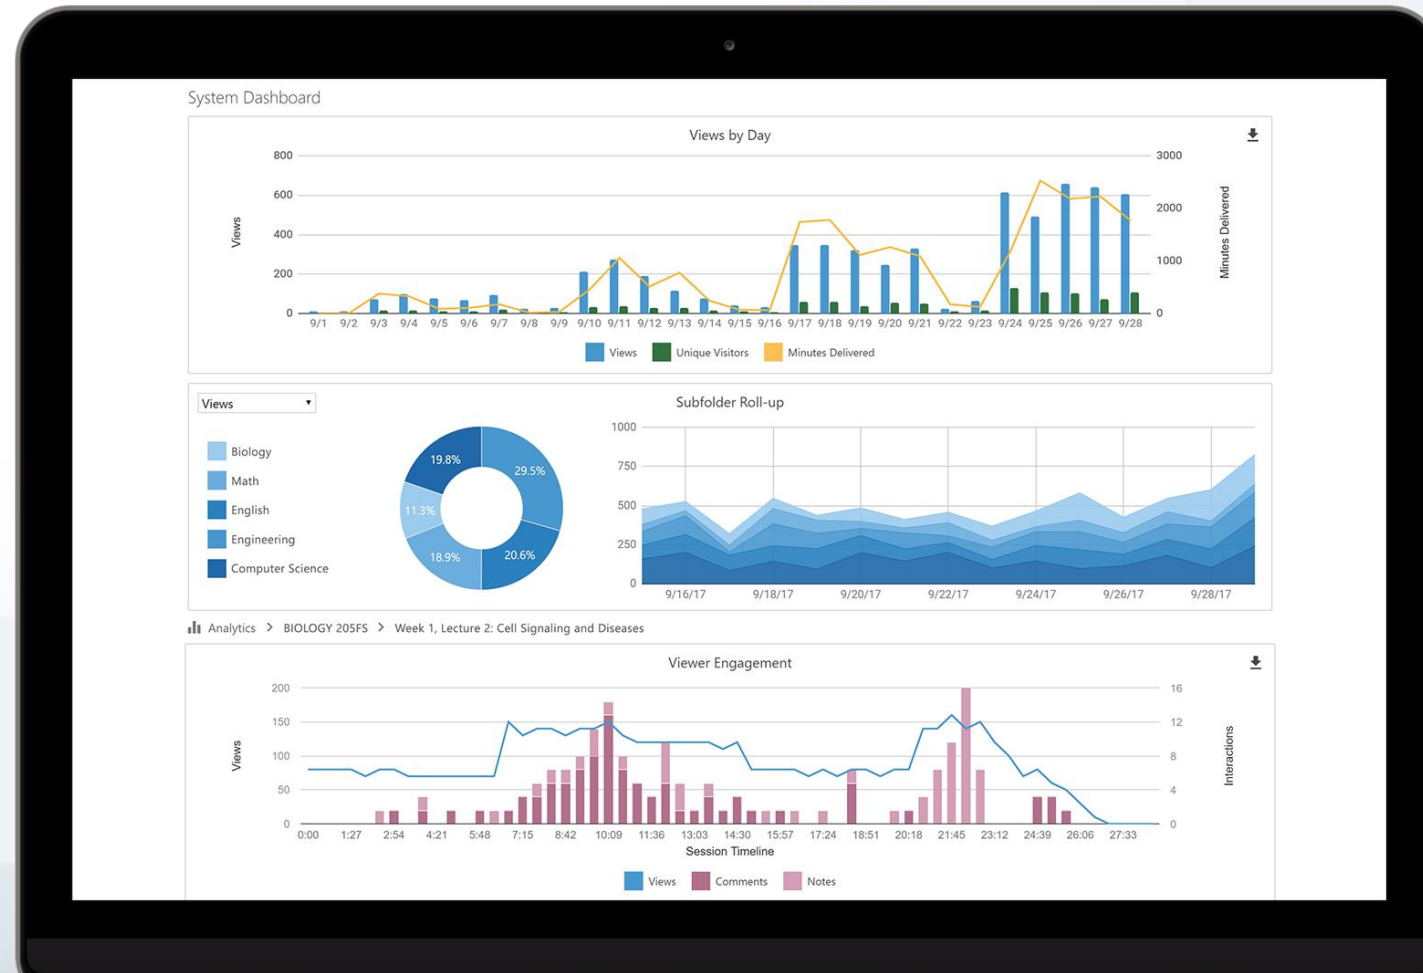 System Dashboard
Views by Day
800 3000
600
2000
400
200 1000
0 0
Views
Minutes Delivered
9/1 9/2 9/3 9/4 9/5 9/6 9/7 9/8 9/9 9/10 9/11 9/12 9/13 9/14 9/15 9/16 9/17 9/18 9/19 9/20 9/21 9/22 9/23 9/24 9/25 9/26 9/27 9/28
Views Unique Visitors Minutes Delivered
Views
Biology
Math
English
Engineering
Computer Science
19.8%
29.5%
11.3%
18.9%
20.6%
Subfolder Roll-up
1000
750
500
250
0
9/16/17 9/18/17 9/20/17 9/22/17 9/24/17 9/26/17 9/28/17
Analytics > BIOLOGY 205FS > Week 1, Lecture 2: Cell Signaling and Diseases
Viewer Engagement
200 16
150 12
100 8
50 4
0 0
Views
Interactions
0:00 1:27 2:54 4:21 5:48 7:15 8:42 10:09 11:36 13:03 14:30 15:57 17:24 18:51 20:18 21:45 23:12 24:39 26:06 27:33
Session Timeline
Views Comments Notes